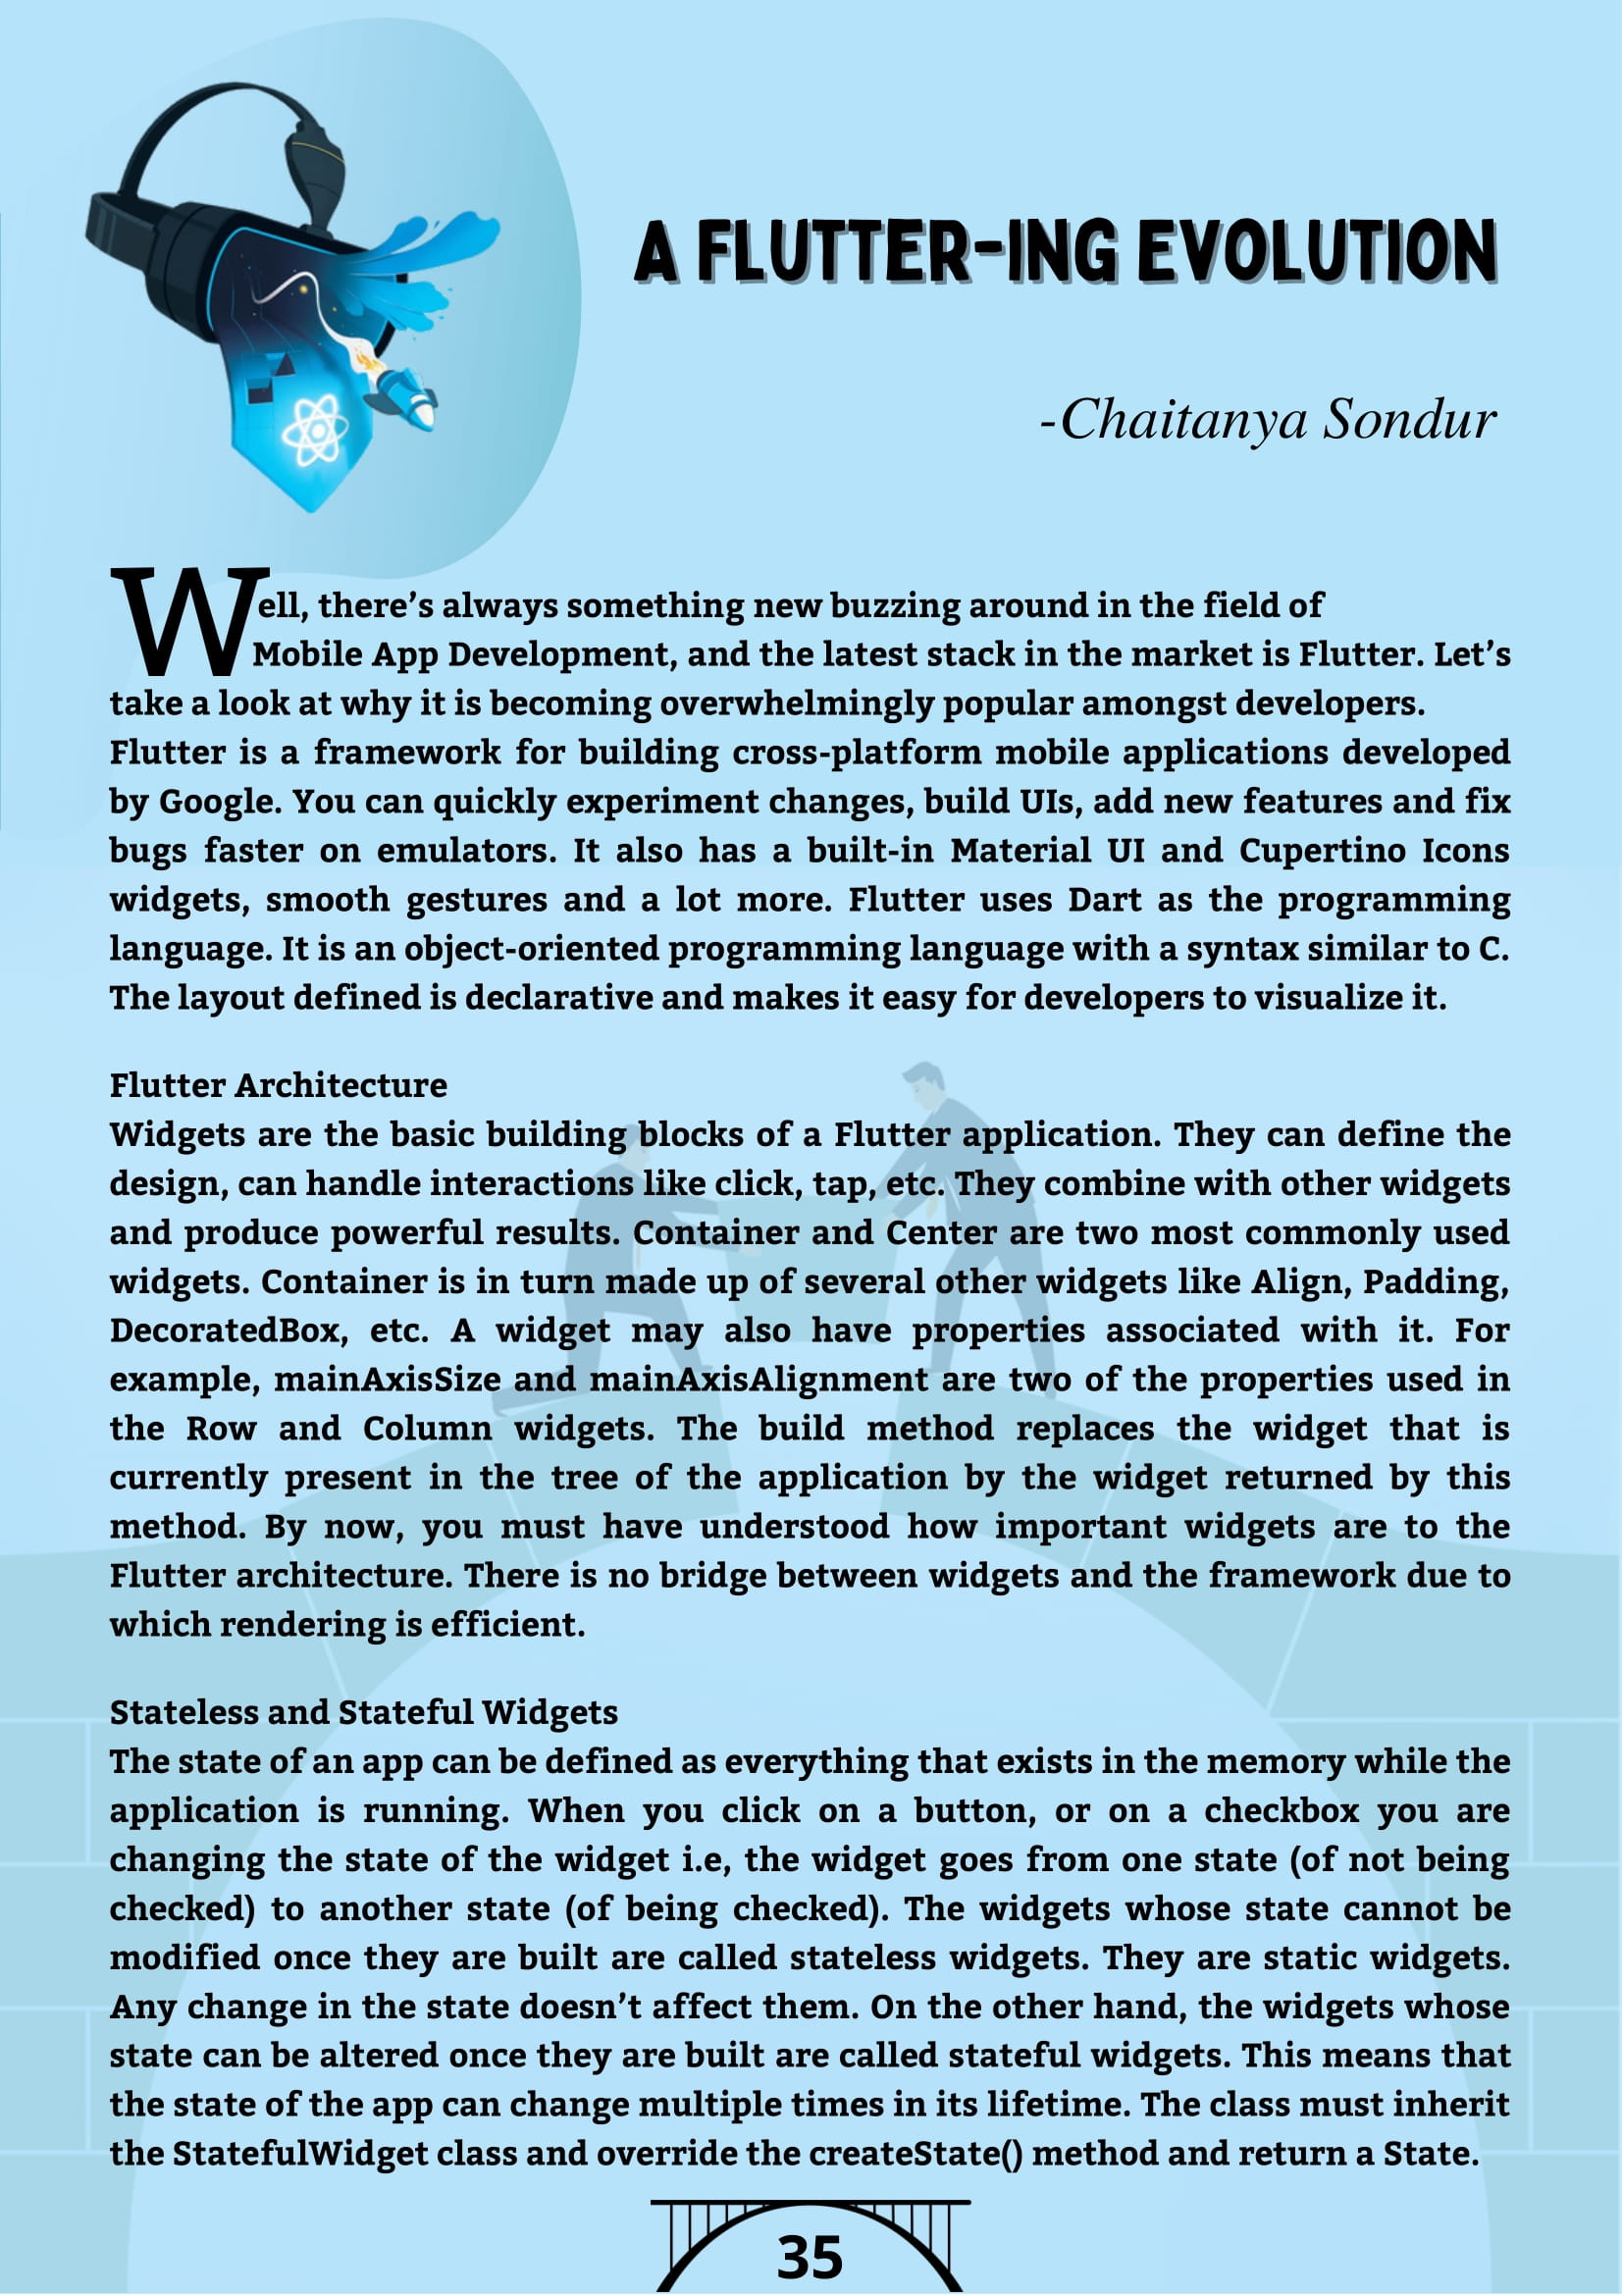 A FLUTTER-ING EVOLUTION
-Chaitanya Sondur
Well, there's always something new buzzing around in the field of
Mobile App Development, and the latest stack in the market is Flutter. Let's
take a look at why it is becoming overwhelmingly popular amongst developers.
Flutter is a framework for building cross-platform mobile applications developed
by Google. You can quickly experiment changes, build UIs, add new features and fix
bugs faster on emulators. It also has a built-in Material UI and Cupertino Icons
widgets, smooth gestures and a lot more. Flutter uses Dart as the programming
language. It is an object-oriented programming language with a syntax similar to C.
The layout defined is declarative and makes it easy for developers to visualize it.
Flutter Architecture
Widgets are the basic building blocks of a Flutter application. They can define the
design, can handle interactions like click, tap, etc. They combine with other widgets
and produce powerful results. Container and Center are two most commonly used
widgets. Container is in turn made up of several other widgets like Align, Padding,
DecoratedBox, etc. A widget may also have properties associated with it. For
example, mainAxisSize and mainAxisAlignment are two of the properties used in
the Row and Column widgets. The build method replaces the widget that is
currently present in the tree of the application by the widget returned by this
method. By now, you must have understood how important widgets are to the
Flutter architecture. There is no bridge between widgets and the framework due to
which rendering is efficient.
Stateless and Stateful Widgets
The state of an app can be defined as everything that exists in the memory while the
application is running. When you click on a button, or on a checkbox you are
changing the state of the widget i.e, the widget goes from one state (of not being
checked) to another state (of being checked). The widgets whose state cannot be
modified once they are built are called stateless widgets. They are static widgets.
Any change in the state doesn't affect them. On the other hand, the widgets whose
state can be altered once they are built are called stateful widgets. This means that
the state of the app can change multiple times in its lifetime. The class must inherit
the StatefulWidget class and override the createState() method and return a State.
35